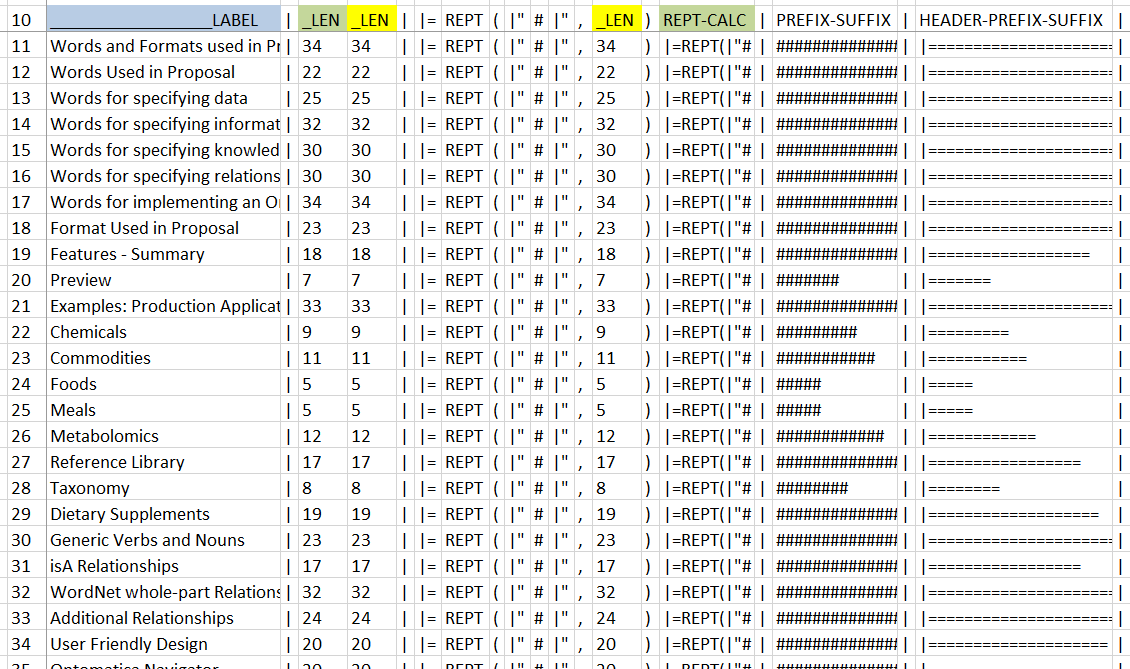 10 __________________LABEL | _LEN _LEN | |= REPT ( |" # |" , _LEN ) REPT-CALC | PREFIX-SUFFIX | HEADER-PREFIX-SUFFIX |
11 Words and Formats used in Pr | 34 34 | |= REPT ( |" # |" , 34 ) |=REPT(|"# | ############## | |===================== |
12 Words Used in Proposal | 22 22 | |= REPT ( |" # |" , 22 ) |=REPT(|"# | ############## | |===================== |
13 Words for specifying data | 25 25 | |= REPT ( |" # |" , 25 ) |=REPT(|"# | ############## | |===================== |
14 Words for specifying informat | 32 32 | |= REPT ( |" # |" , 32 ) |=REPT(|"# | ############## | |===================== |
15 Words for specifying knowled | 30 30 | |= REPT ( |" # |" , 30 ) |=REPT(|"# | ############## | |===================== |
16 Words for specifying relations | 30 30 | |= REPT ( |" # |" , 30 ) |=REPT(|"# | ############## | |===================== |
17 Words for implementing an O | 34 34 | |= REPT ( |" # |" , 34 ) |=REPT(|"# | ############## | |===================== |
18 Format Used in Proposal | 23 23 | |= REPT ( |" # |" , 23 ) |=REPT(|"# | ############## | |===================== |
19 Features - Summary | 18 18 | |= REPT ( |" # |" , 18 ) |=REPT(|"# | ############## | |================== |
20 Preview | 7 7 | |= REPT ( |" # |" , 7 ) |=REPT(|"# | ####### | |======= |
21 Examples: Production Applicat | 33 33 | |= REPT ( |" # |" , 33 ) |=REPT(|"# | ############## | |===================== |
22 Chemicals | 9 9 | |= REPT ( |" # |" , 9 ) |=REPT(|"# | ######### | |========= |
23 Commodities | 11 11 | |= REPT ( |" # |" , 11 ) |=REPT(|"# | ########### | |=========== |
24 Foods | 5 5 | |= REPT ( |" # |" , 5 ) |=REPT(|"# | ##### | |===== |
25 Meals | 5 5 | |= REPT ( |" # |" , 5 ) |=REPT(|"# | ##### | |===== |
26 Metabolomics | 12 12 | |= REPT ( |" # |" , 12 ) |=REPT(|"# | ############ | |============ |
27 Reference Library | 17 17 | |= REPT ( |" # |" , 17 ) |=REPT(|"# | ############## | |================= |
28 Taxonomy | 8 8 | |= REPT ( |" # |" , 8 ) |=REPT(|"# | ######## | |======== |
29 Dietary Supplements | 19 19 | |= REPT ( |" # |" , 19 ) |=REPT(|"# | ############## | |=================== |
30 Generic Verbs and Nouns | 23 23 | |= REPT ( |" # |" , 23 ) |=REPT(|"# | ############## | |===================== |
31 isA Relationships | 17 17 | |= REPT ( |" # |" , 17 ) |=REPT(|"# | ############## | |================= |
32 WordNet whole-part Relations | 32 32 | |= REPT ( |" # |" , 32 ) |=REPT(|"# | ############## | |===================== |
33 Additional Relationships | 24 24 | |= REPT ( |" # |" , 24 ) |=REPT(|"# | ############## | |===================== |
34 User Friendly Design | 20 20 | |= REPT ( |" # |" , 20 ) |=REPT(|"# | ############## | |==================== |